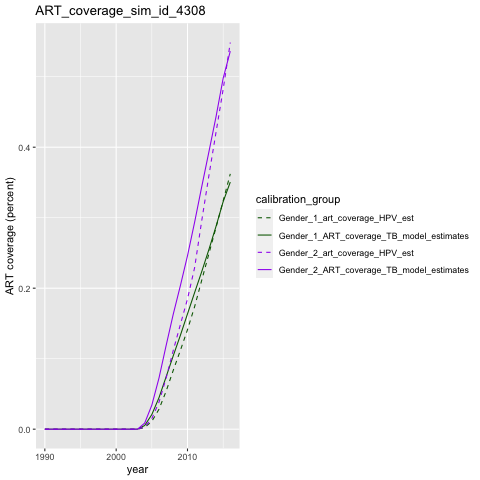 ART_coverage_sim_id_4308
ART coverage (percent)
0.4
0.2
0.0
1990
2000
2010
year
calibration_group
Gender_1_art_coverage_HPV_est
Gender_1_ART_coverage_TB_model_estimates
Gender_2_art_coverage_HPV_est
Gender_2_ART_coverage_TB_model_estimates